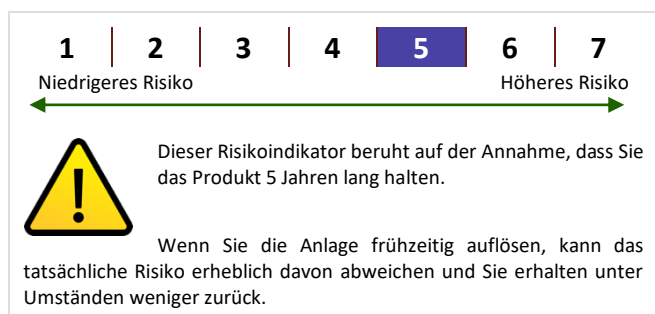 1 2 3 4 5 6 7
Niedrigeres Risiko Höheres Risiko
Dieser Risikoindikator beruht auf der Annahme, dass Sie
das Produkt 5 Jahren lang halten.
Wenn Sie die Anlage frühzeitig auflösen, kann das
tatsächliche Risiko erheblich davon abweichen und Sie erhalten unter
Umständen weniger zurück.